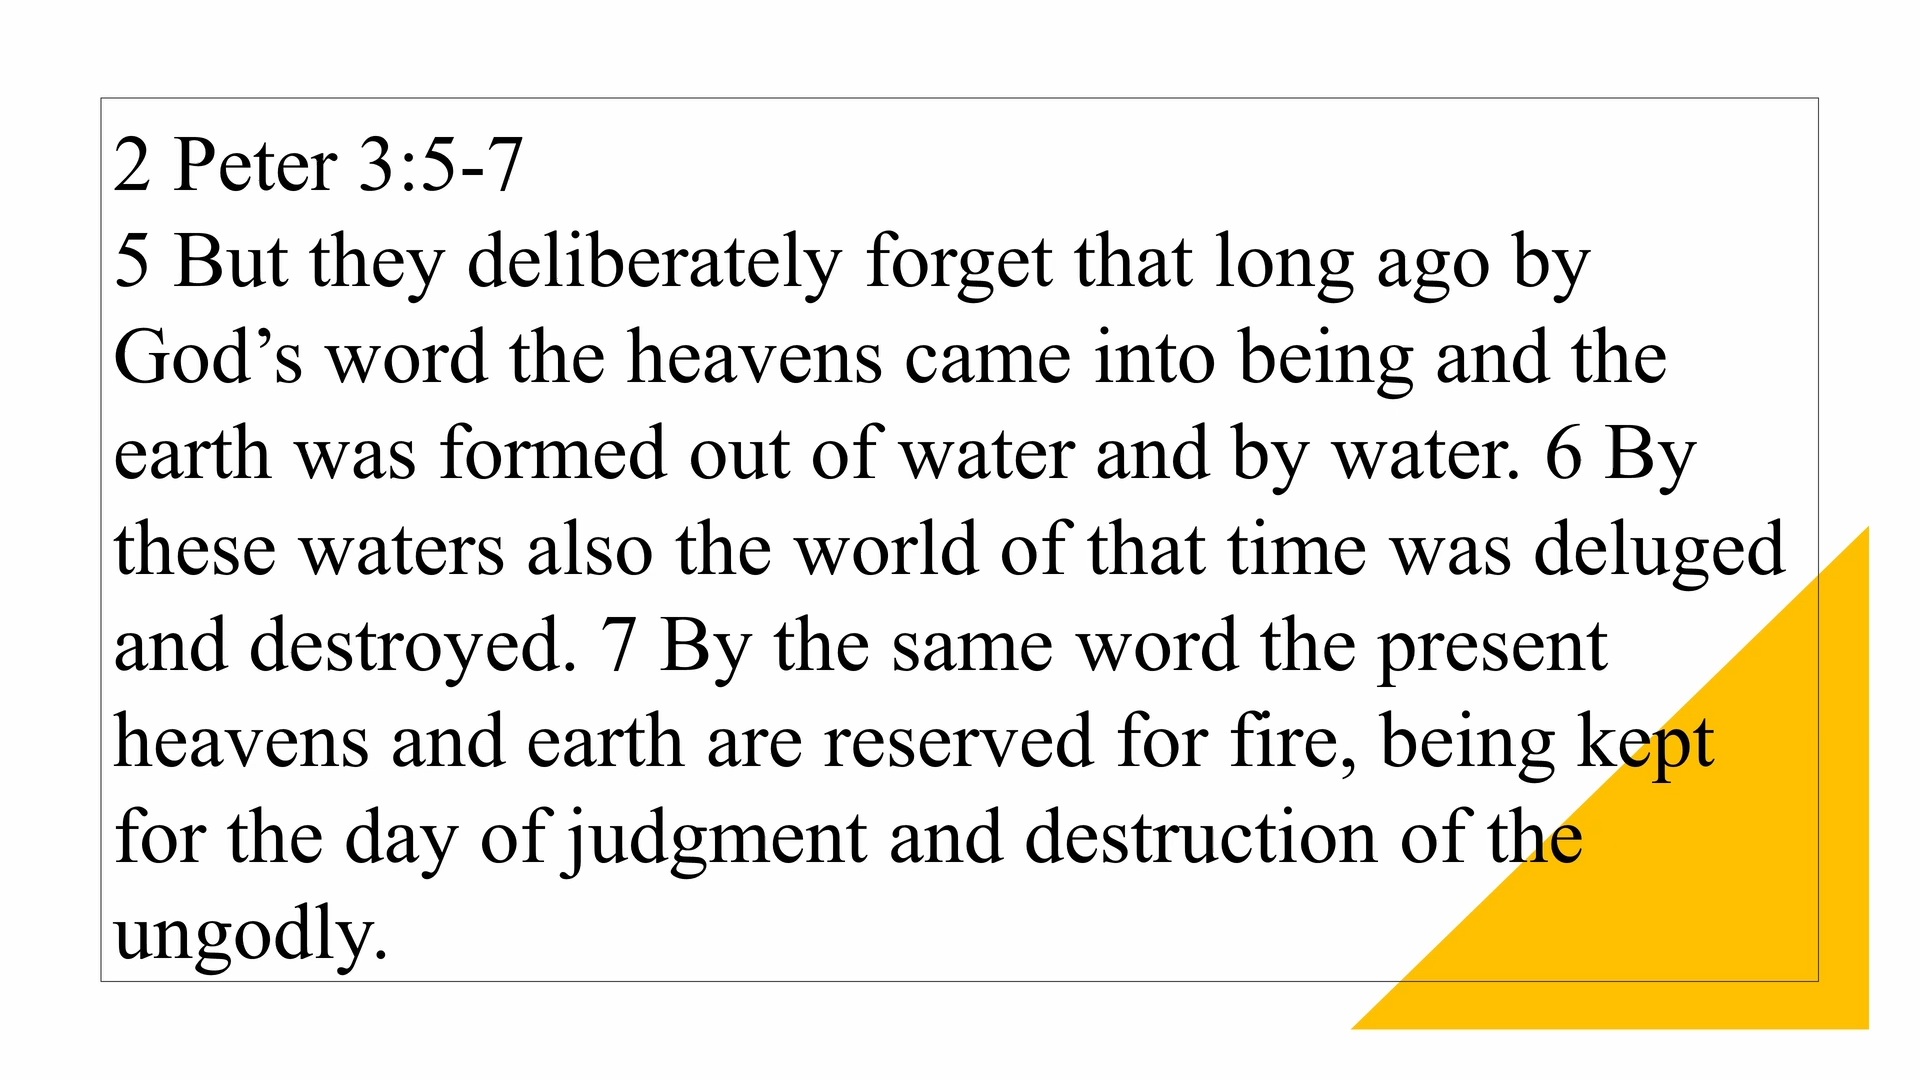 2 Peter 3:5-7
5 But they deliberately forget that long ago by
God’s word the heavens came into being and the
earth was formed out of water and by water. 6 By
these waters also the world of that time was deluged
and destroyed. 7 By the same word the present
heavens and earth are reserved for fire, being kept
for the day of judgment and destruction of the
ungodly.